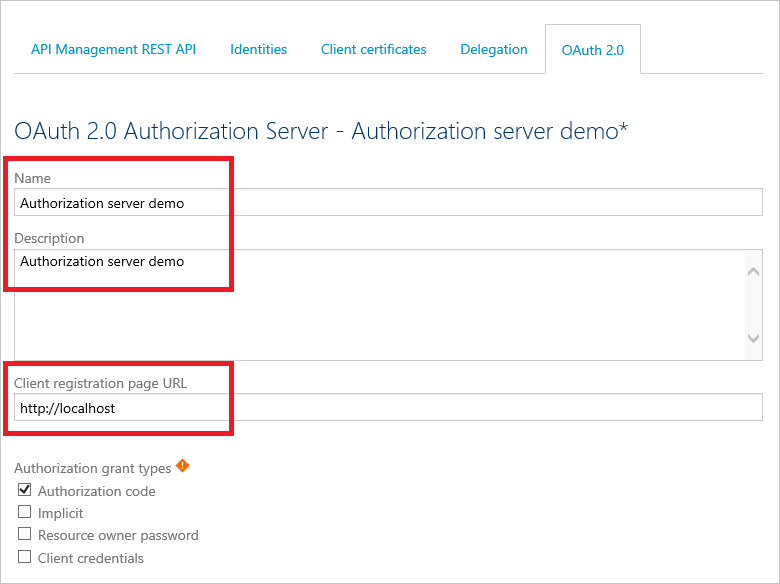 API Management REST API Identities Client certificates Delegation OAuth 2.0
OAuth 2.0 Authorization Server - Authorization server demo*
Name
Authorization server demo
Description
Authorization server demo
Client registration page URL
http://localhost
Authorization grant types
Authorization code
Implicit
Resource owner password
Client credentials